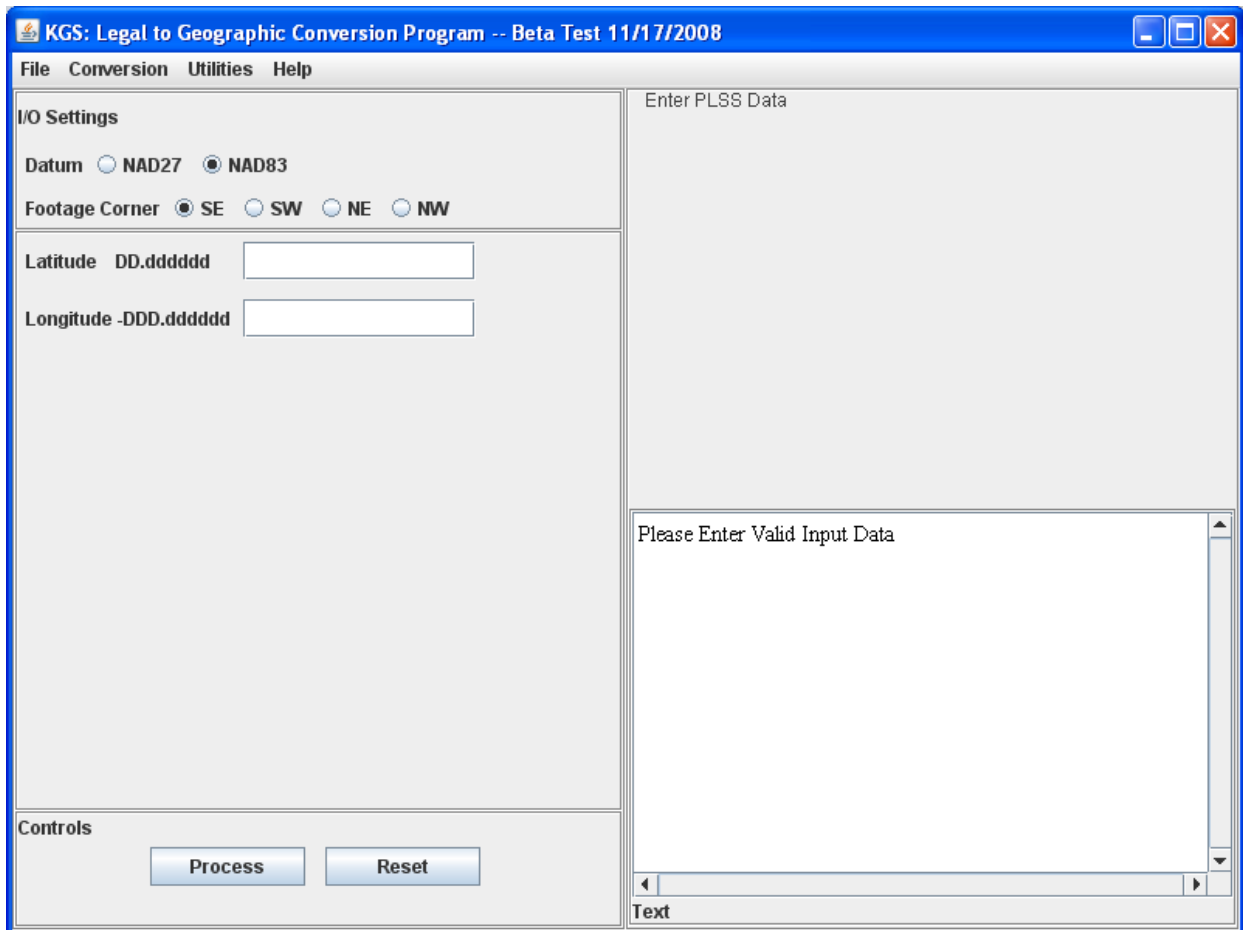 KGS: Legal to Geographic Conversion Program -- Beta Test 11/17/2008
File Conversion Utilities Help
I/O Settings
Datum NAD27 NAD83
Footage Corner SE SW NE NW
Latitude DD.dddddd
Longitude -DDD.dddddd
Controls
Process Reset
Enter PLSS Data
Please Enter Valid Input Data
Text